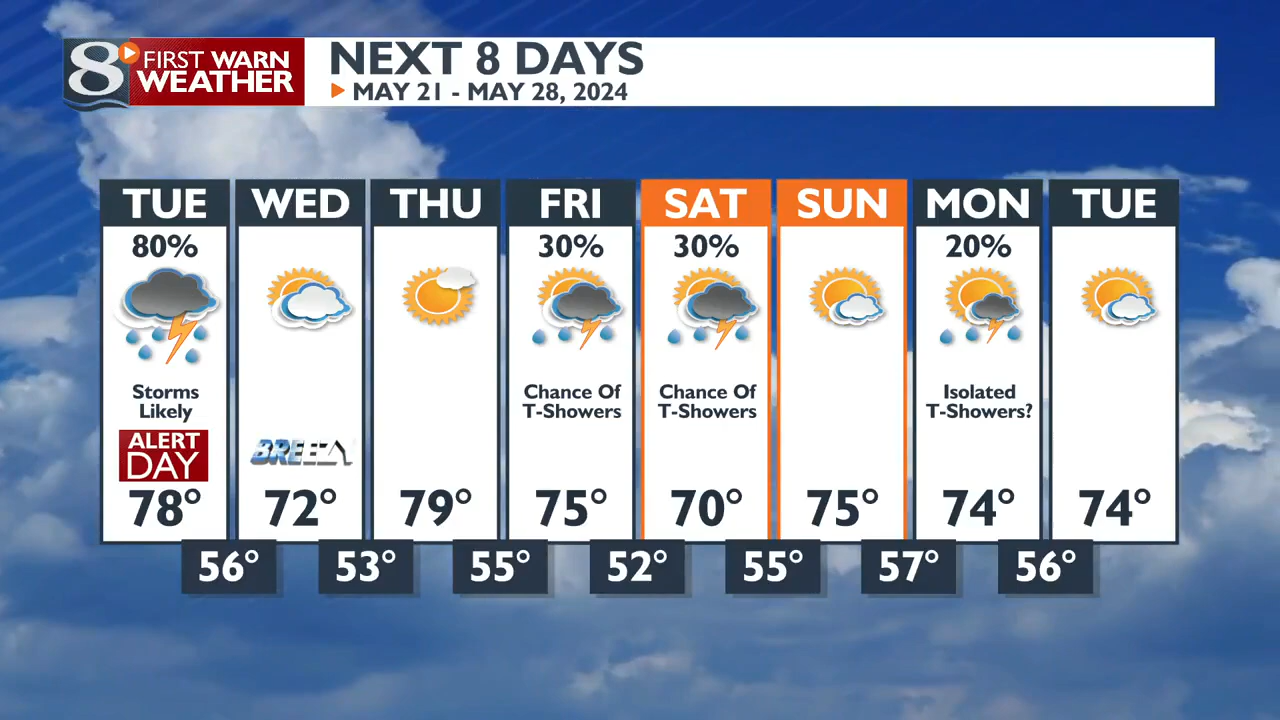 8 FIRST WARN
WEATHER
NEXT 8 DAYS
MAY 21 - MAY 28, 2024
TUE WED THU FRI SAT SUN MON TUE
80% 30% 30% 20%
Storms
Likely
Chance Of
T-Showers
Chance Of
T-Showers
Isolated
T-Showers?
ALERT
DAY
BREEZY
78° 72° 79° 75° 70° 75° 74° 74°
56° 53° 55° 52° 55° 57° 56°